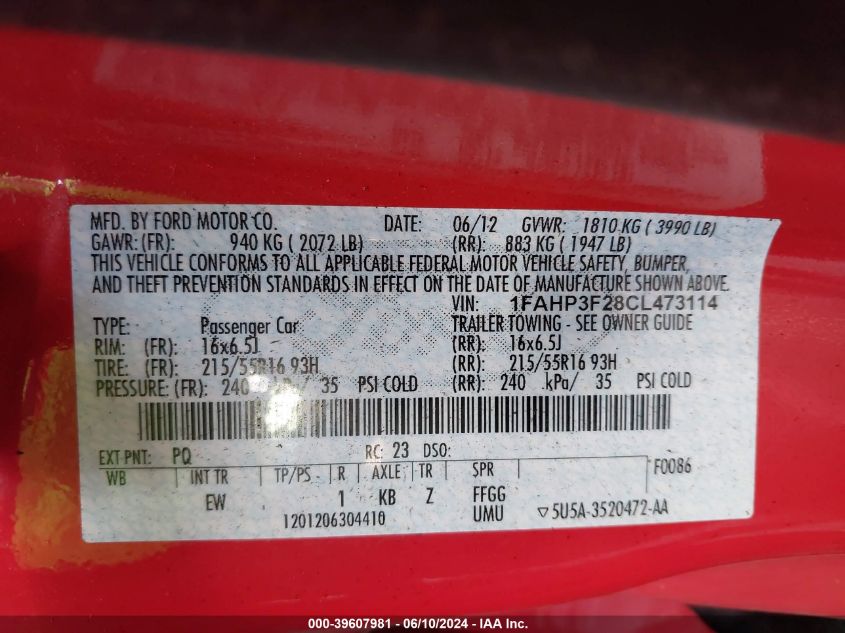 MFD. BY FORD MOTOR CO. DATE: 06/12 GVWR: 1810 KG ( 3990 LB)
GAWR: (FR): 940 KG ( 2072 LB) (RR): 883 KG ( 1947 LB)
THIS VEHICLE CONFORMS TO ALL APPLICABLE FEDERAL MOTOR VEHICLE SAFETY, BUMPER,
AND THEFT PREVENTION STANDARDS IN EFFECT ON THE DATE OF MANUFACTURE SHOWN ABOVE.
VIN: 1FAHP3F28CL473114
TYPE: Passenger Car TRAILER TOWING - SEE OWNER GUIDE
RIM: (FR): 16x6.5J (RR): 16x6.5J
TIRE: (FR): 215/55R16 93H (RR): 215/55R16 93H
PRESSURE: (FR): 240 kPa/ 35 PSI COLD (RR): 240 kPa/ 35 PSI COLD
EXT PNT: PQ RC: 23 DSO:
WB INT TR TP/PS R AXLE TR SPR F0086
EW 1 KB Z FFGG
1201206304410 UMU ▽5U5A-3520472-AA
000-39607981 - 06/10/2024 - IAA Inc.